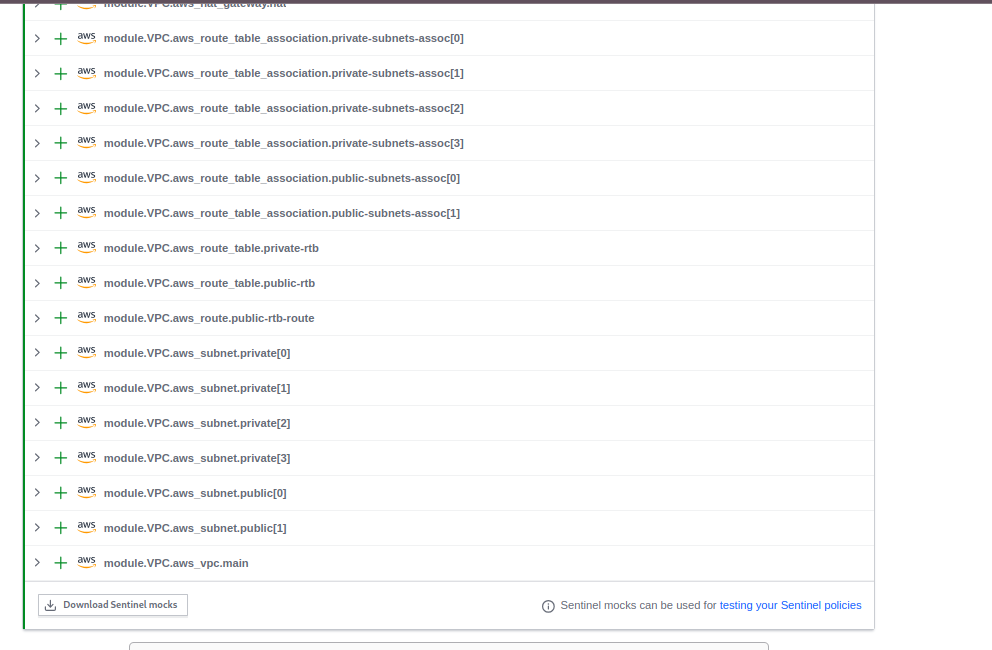 aws module.VPC.aws_nat_gateway.nat
aws module.VPC.aws_route_table_association.private-subnets-assoc[0]
aws module.VPC.aws_route_table_association.private-subnets-assoc[1]
aws module.VPC.aws_route_table_association.private-subnets-assoc[2]
aws module.VPC.aws_route_table_association.private-subnets-assoc[3]
aws module.VPC.aws_route_table_association.public-subnets-assoc[0]
aws module.VPC.aws_route_table_association.public-subnets-assoc[1]
aws module.VPC.aws_route_table.private-rtb
aws module.VPC.aws_route_table.public-rtb
aws module.VPC.aws_route.public-rtb-route
aws module.VPC.aws_subnet.private[0]
aws module.VPC.aws_subnet.private[1]
aws module.VPC.aws_subnet.private[2]
aws module.VPC.aws_subnet.private[3]
aws module.VPC.aws_subnet.public[0]
aws module.VPC.aws_subnet.public[1]
aws module.VPC.aws_vpc.main
Download Sentinel mocks Sentinel mocks can be used for testing your Sentinel policies